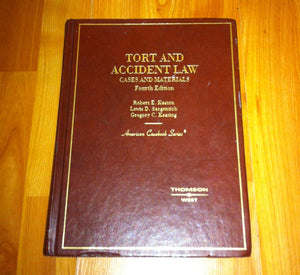 TORT AND
ACCIDENT LAW
CASES AND MATERIALS
Fourth Edition
Robert E. Keeton
Lewis D. Sargentich
Gregory C. Keating
American Casebook Series®
THOMSON
WEST